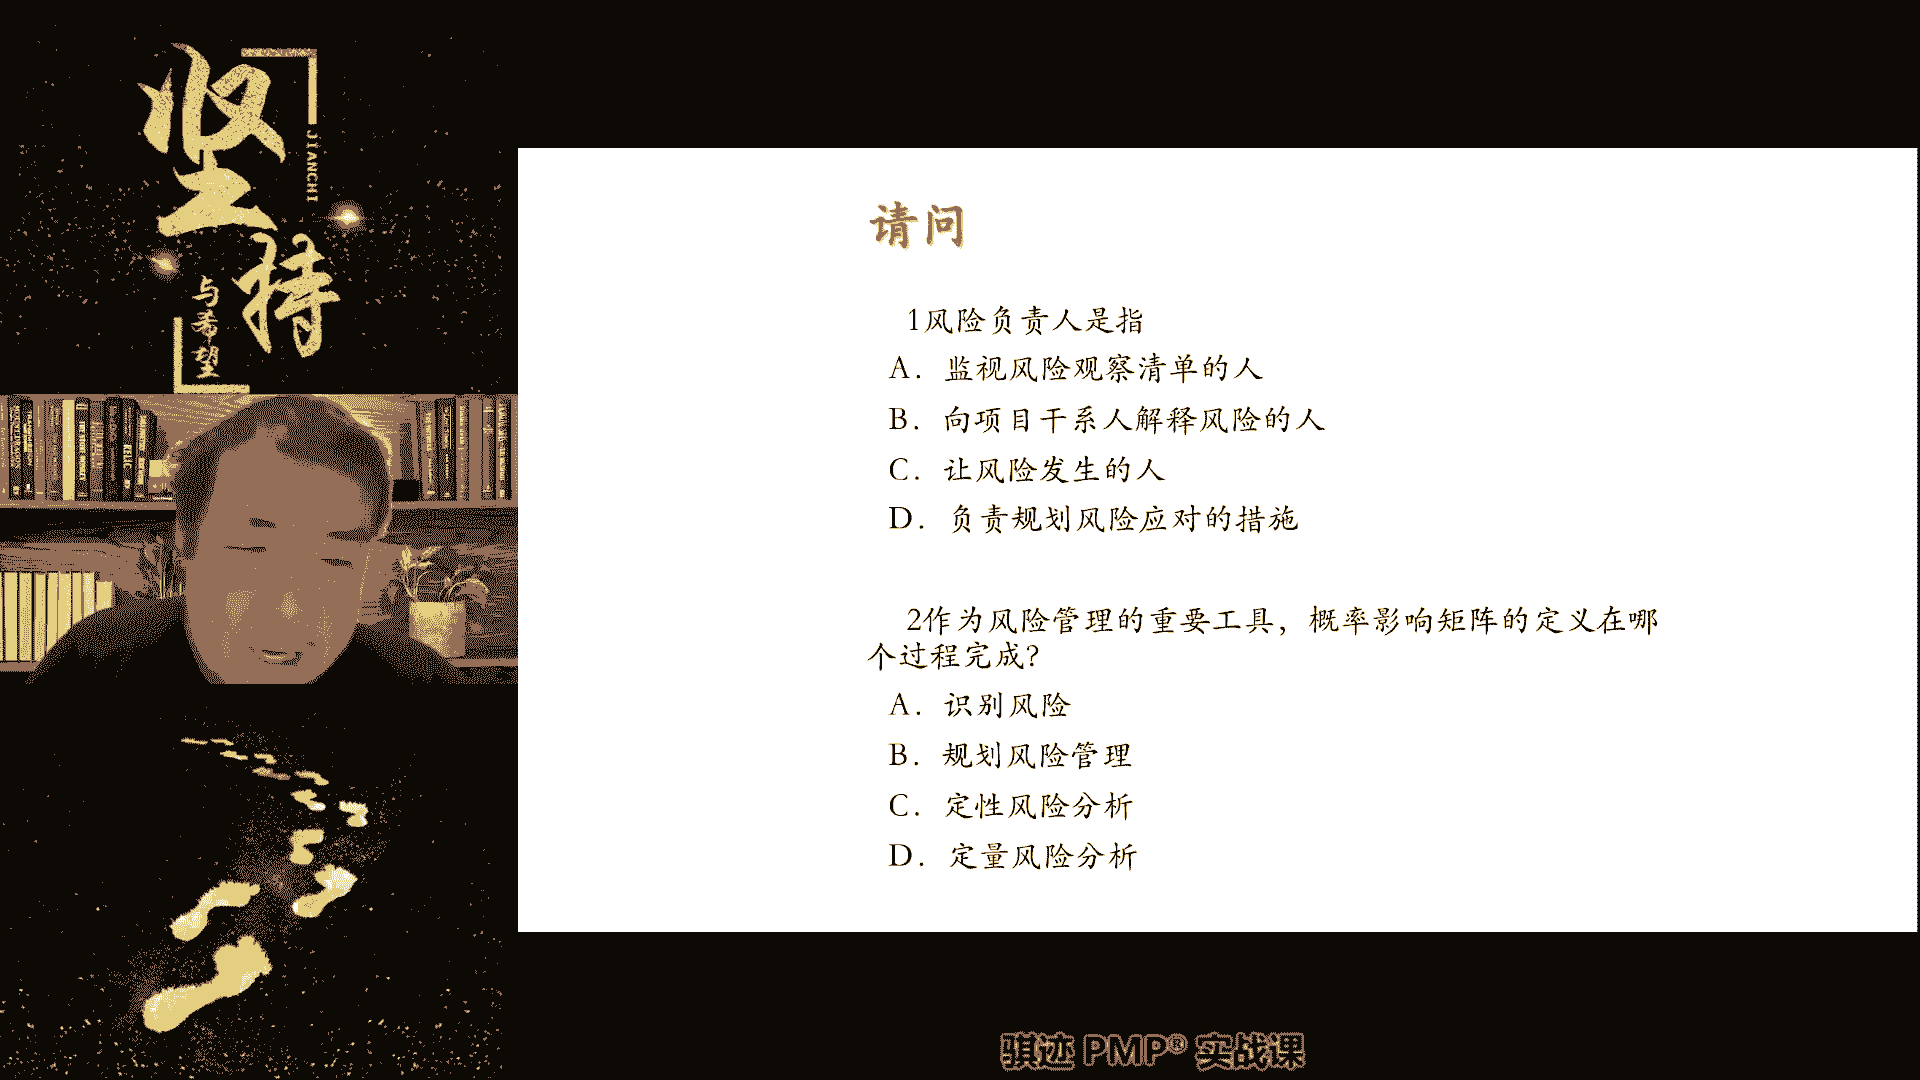 坚持
JIANCHI
与希望
请问
1风险负责人是指
A. 监视风险观察清单的人
B. 向项目干系人解释风险的人
C. 让风险发生的人
D. 负责规划风险应对的措施
2作为风险管理的重要工具，概率影响矩阵的定义在哪
个过程完成？
A. 识别风险
B. 规划风险管理
C. 定性风险分析
D. 定量风险分析
骐迹 PMP® 实战课